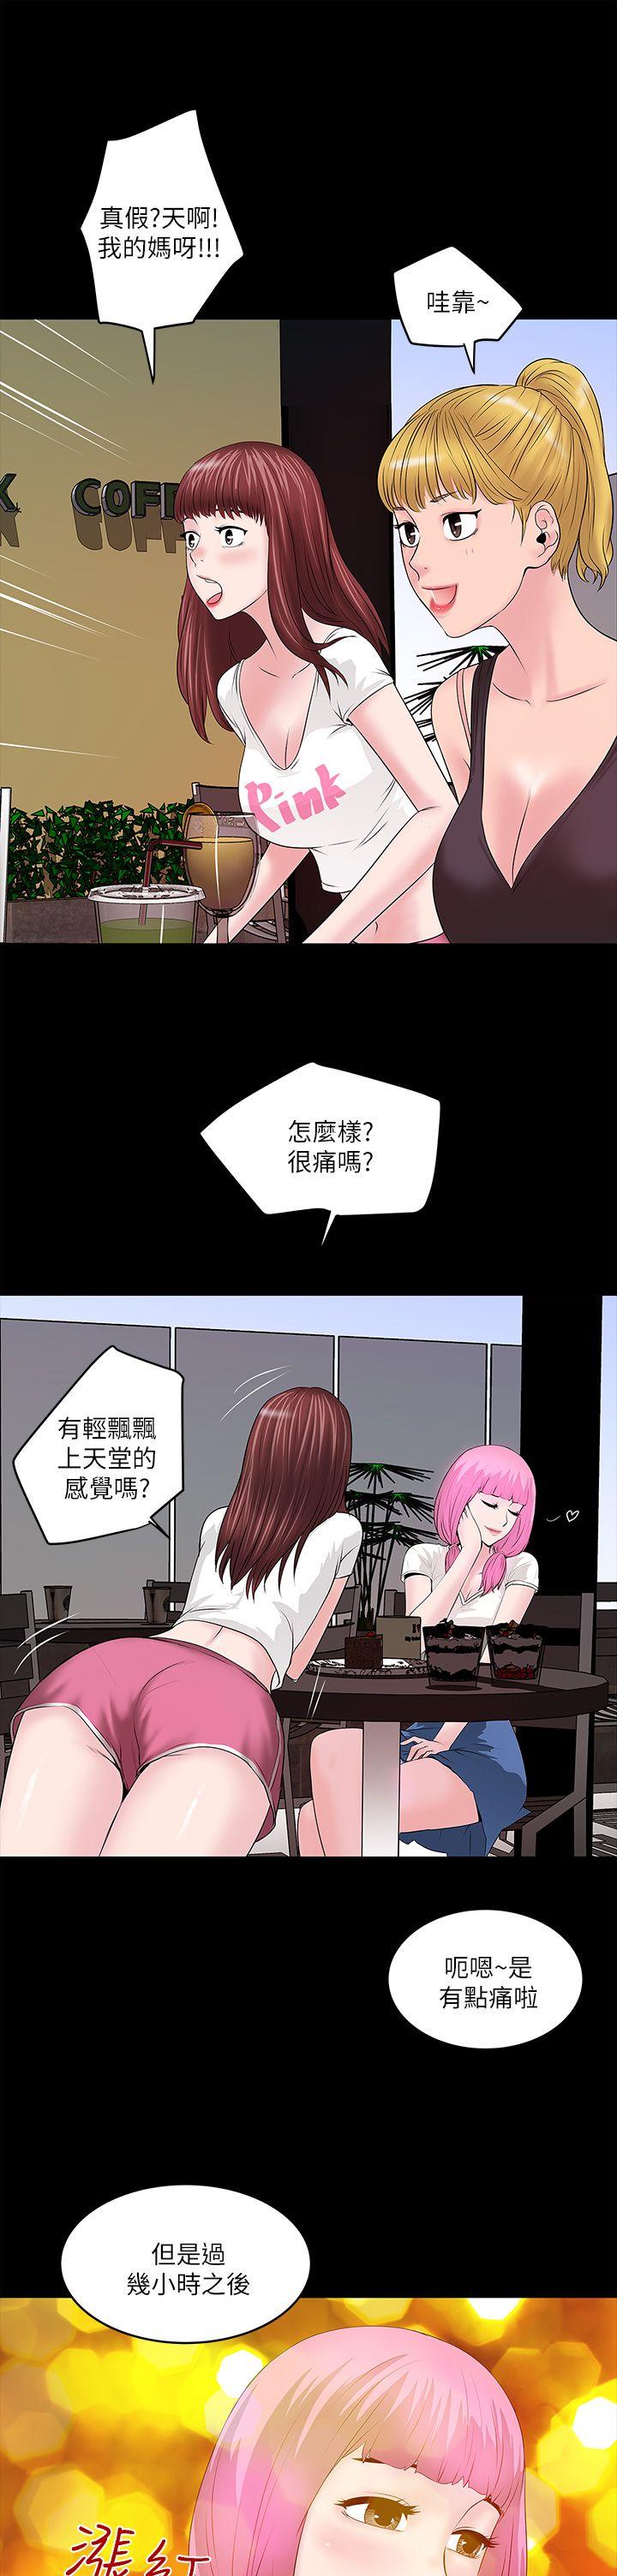 真假?天啊!
我的媽呀!!!
哇靠~
K COFF
Pink
怎麼樣?
很痛嗎?
有輕飄飄
上天堂的
感覺嗎?
呃嗯~是
有點痛啦
但是過
幾小時之後
漲紅